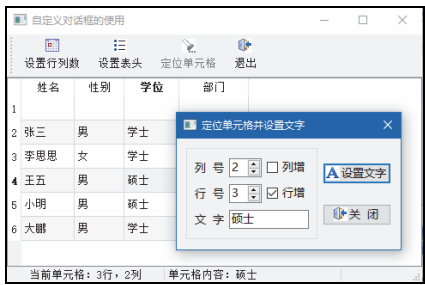 自定义对话框的使用
设置行列数 设置表头 定位单元格 退出
姓名 性别 学位 部门
1
2 张三 男 学士
3 李思思 女 学士
4 王五 男 硕士
5 小明 男 硕士
6 大鹏 男 学士
定位单元格并设置文字
列 号 2 列增
A 设置文字
行 号 3 行增
文 字 硕士
关 闭
当前单元格：3行，2列 单元格内容：硕士